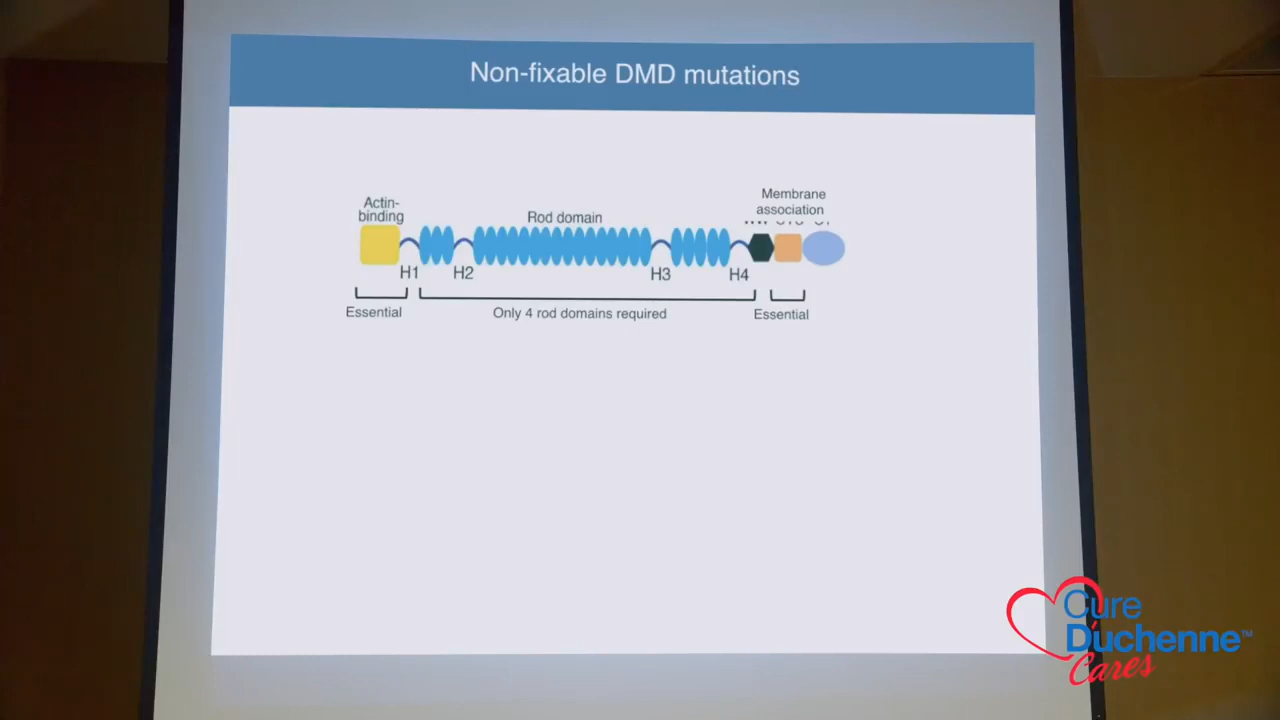 Non-fixable DMD mutations
Actin-
binding
Rod domain
Membrane
association
H1
H2
H3
H4
Essential
Only 4 rod domains required
Essential
Cure
Duchenne™
Cares